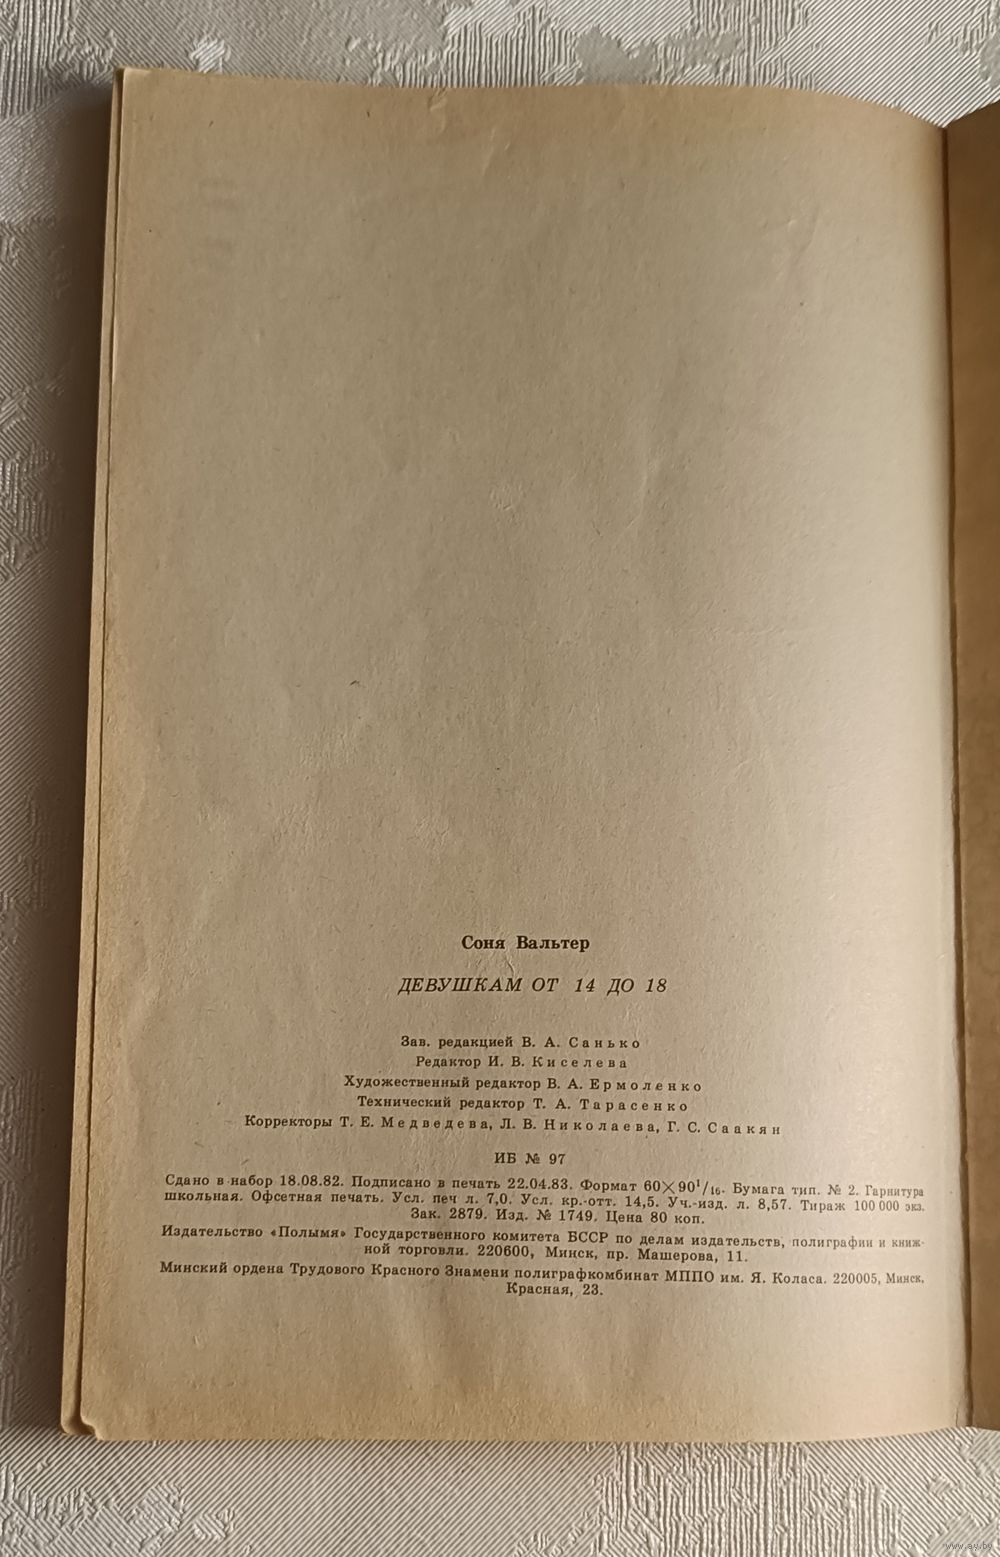 Соня Вальтер
ДЕВУШКАМ ОТ 14 ДО 18
Зав. редакцией В. А. Санько
Редактор И. В. Киселева
Художественный редактор В. А. Ермоленко
Технический редактор Т. А. Тарасенко
Корректоры Т. Е. Медведева, Л. В. Николаева, Г. С. Саакян
ИБ № 97
Сдано в набор 18.08.82. Подписано в печать 22.04.83. Формат 60×90¹/₁₆. Бумага тип. № 2. Гарнитура
школьная. Офсетная печать. Усл. печ л. 7,0. Усл. кр.-отт. 14,5. Уч.-изд. л. 8,57. Тираж 100 000 экз.
Зак. 2879. Изд. № 1749. Цена 80 коп.
Издательство «Полымя» Государственного комитета БССР по делам издательств, полиграфии и книж-
ной торговли. 220600, Минск, пр. Машерова, 11.
Минский ордена Трудового Красного Знамени полиграфкомбинат МППО им. Я. Коласа. 220005, Минск,
Красная, 23.
www.ay.by